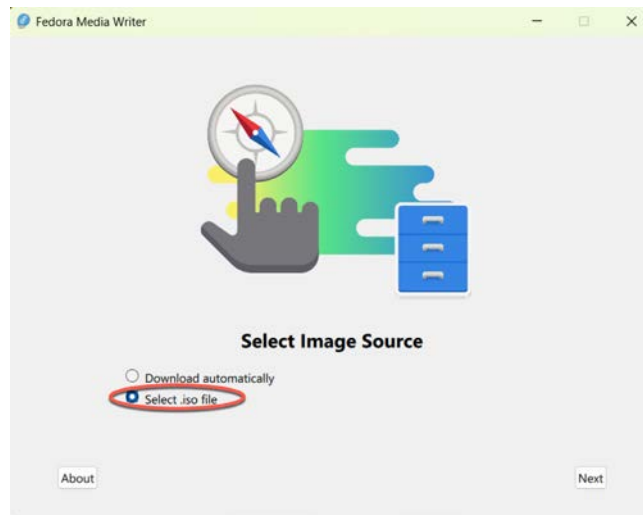 Fedora Media Writer
Select Image Source
Download automatically
Select .iso file
About
Next